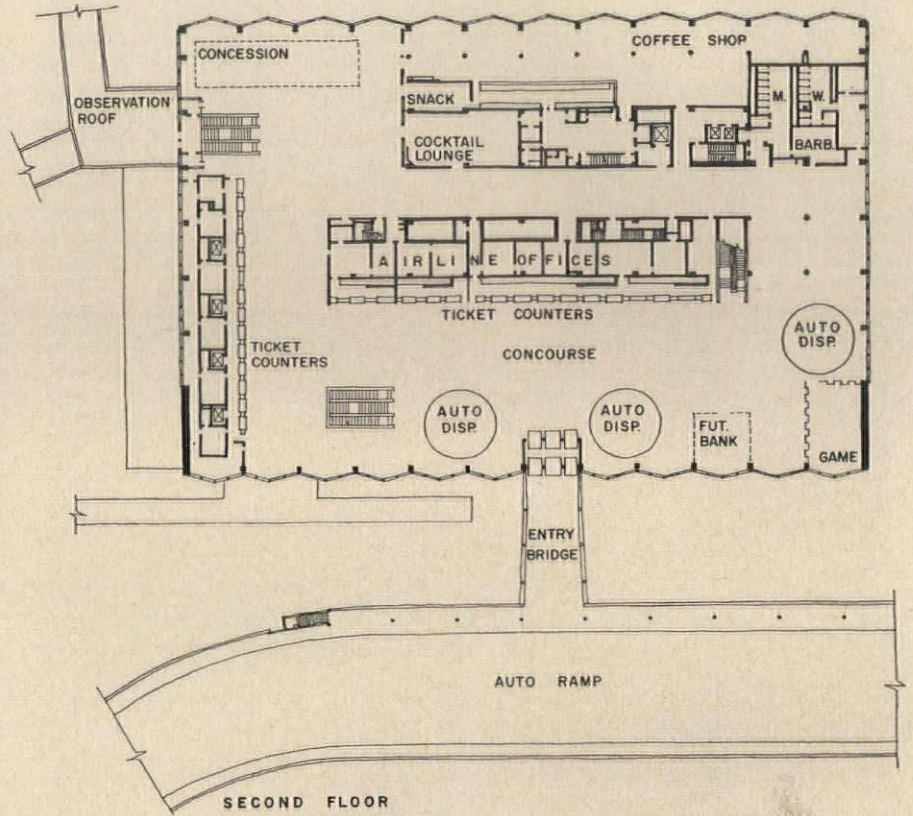 CONCESSION
COFFEE SHOP
OBSERVATION
ROOF
SNACK
M.
W.
COCKTAIL
LOUNGE
BARB.
AIRLINE OFFICES
TICKET COUNTERS
AUTO
DISP.
TICKET
COUNTERS
CONCOURSE
AUTO
DISP.
AUTO
DISP.
FUT.
BANK
GAME
ENTRY
BRIDGE
AUTO RAMP
SECOND FLOOR